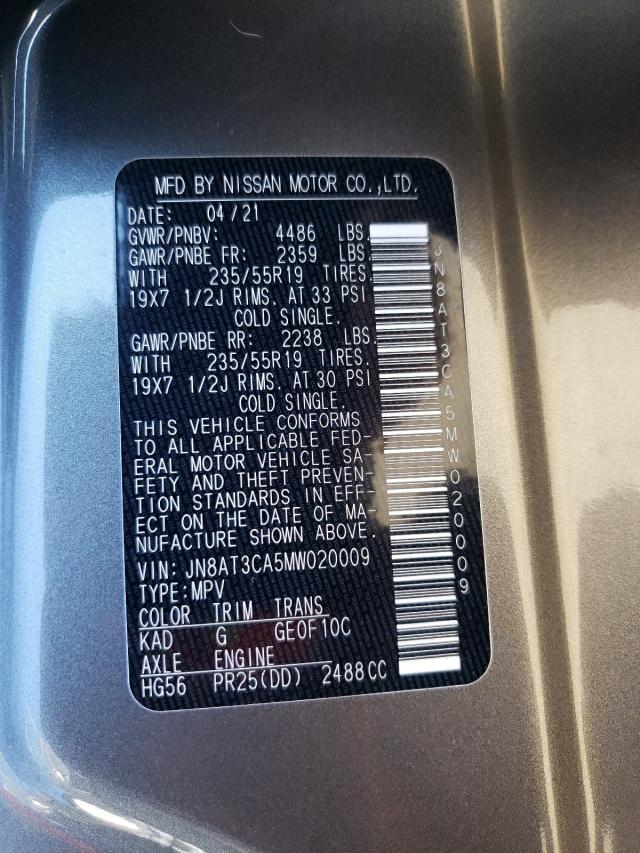 MFD BY NISSAN MOTOR CO.,LTD.
DATE: 04/21
GVWR/PNBV: 4486 LBS.
GAWR/PNBE FR: 2359 LBS.
WITH 235/55R19 TIRES.
19X7 1/2J RIMS. AT 33 PSI
COLD SINGLE.
GAWR/PNBE RR: 2238 LBS.
WITH 235/55R19 TIRES.
19X7 1/2J RIMS. AT 30 PSI
COLD SINGLE.
THIS VEHICLE CONFORMS
TO ALL APPLICABLE FED-
ERAL MOTOR VEHICLE SA-
FETY AND THEFT PREVEN-
TION STANDARDS IN EFF-
ECT ON THE DATE OF MA-
NUFACTURE SHOWN ABOVE.
VIN: JN8AT3CA5MW020009
TYPE:MPV
COLOR TRIM TRANS
KAD G GE0F10C
AXLE ENGINE
HG56 PR25(DD) 2488CC
JN8AT3CA5MW020009